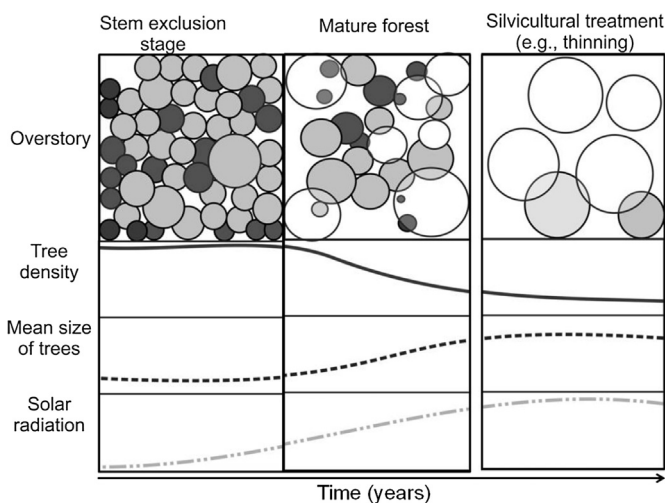 Stem exclusion
stage
Mature forest
Silvicultural treatment
(e.g., thinning)
Overstory
Tree
density
Mean size
of trees
Solar
radiation
Time (years)